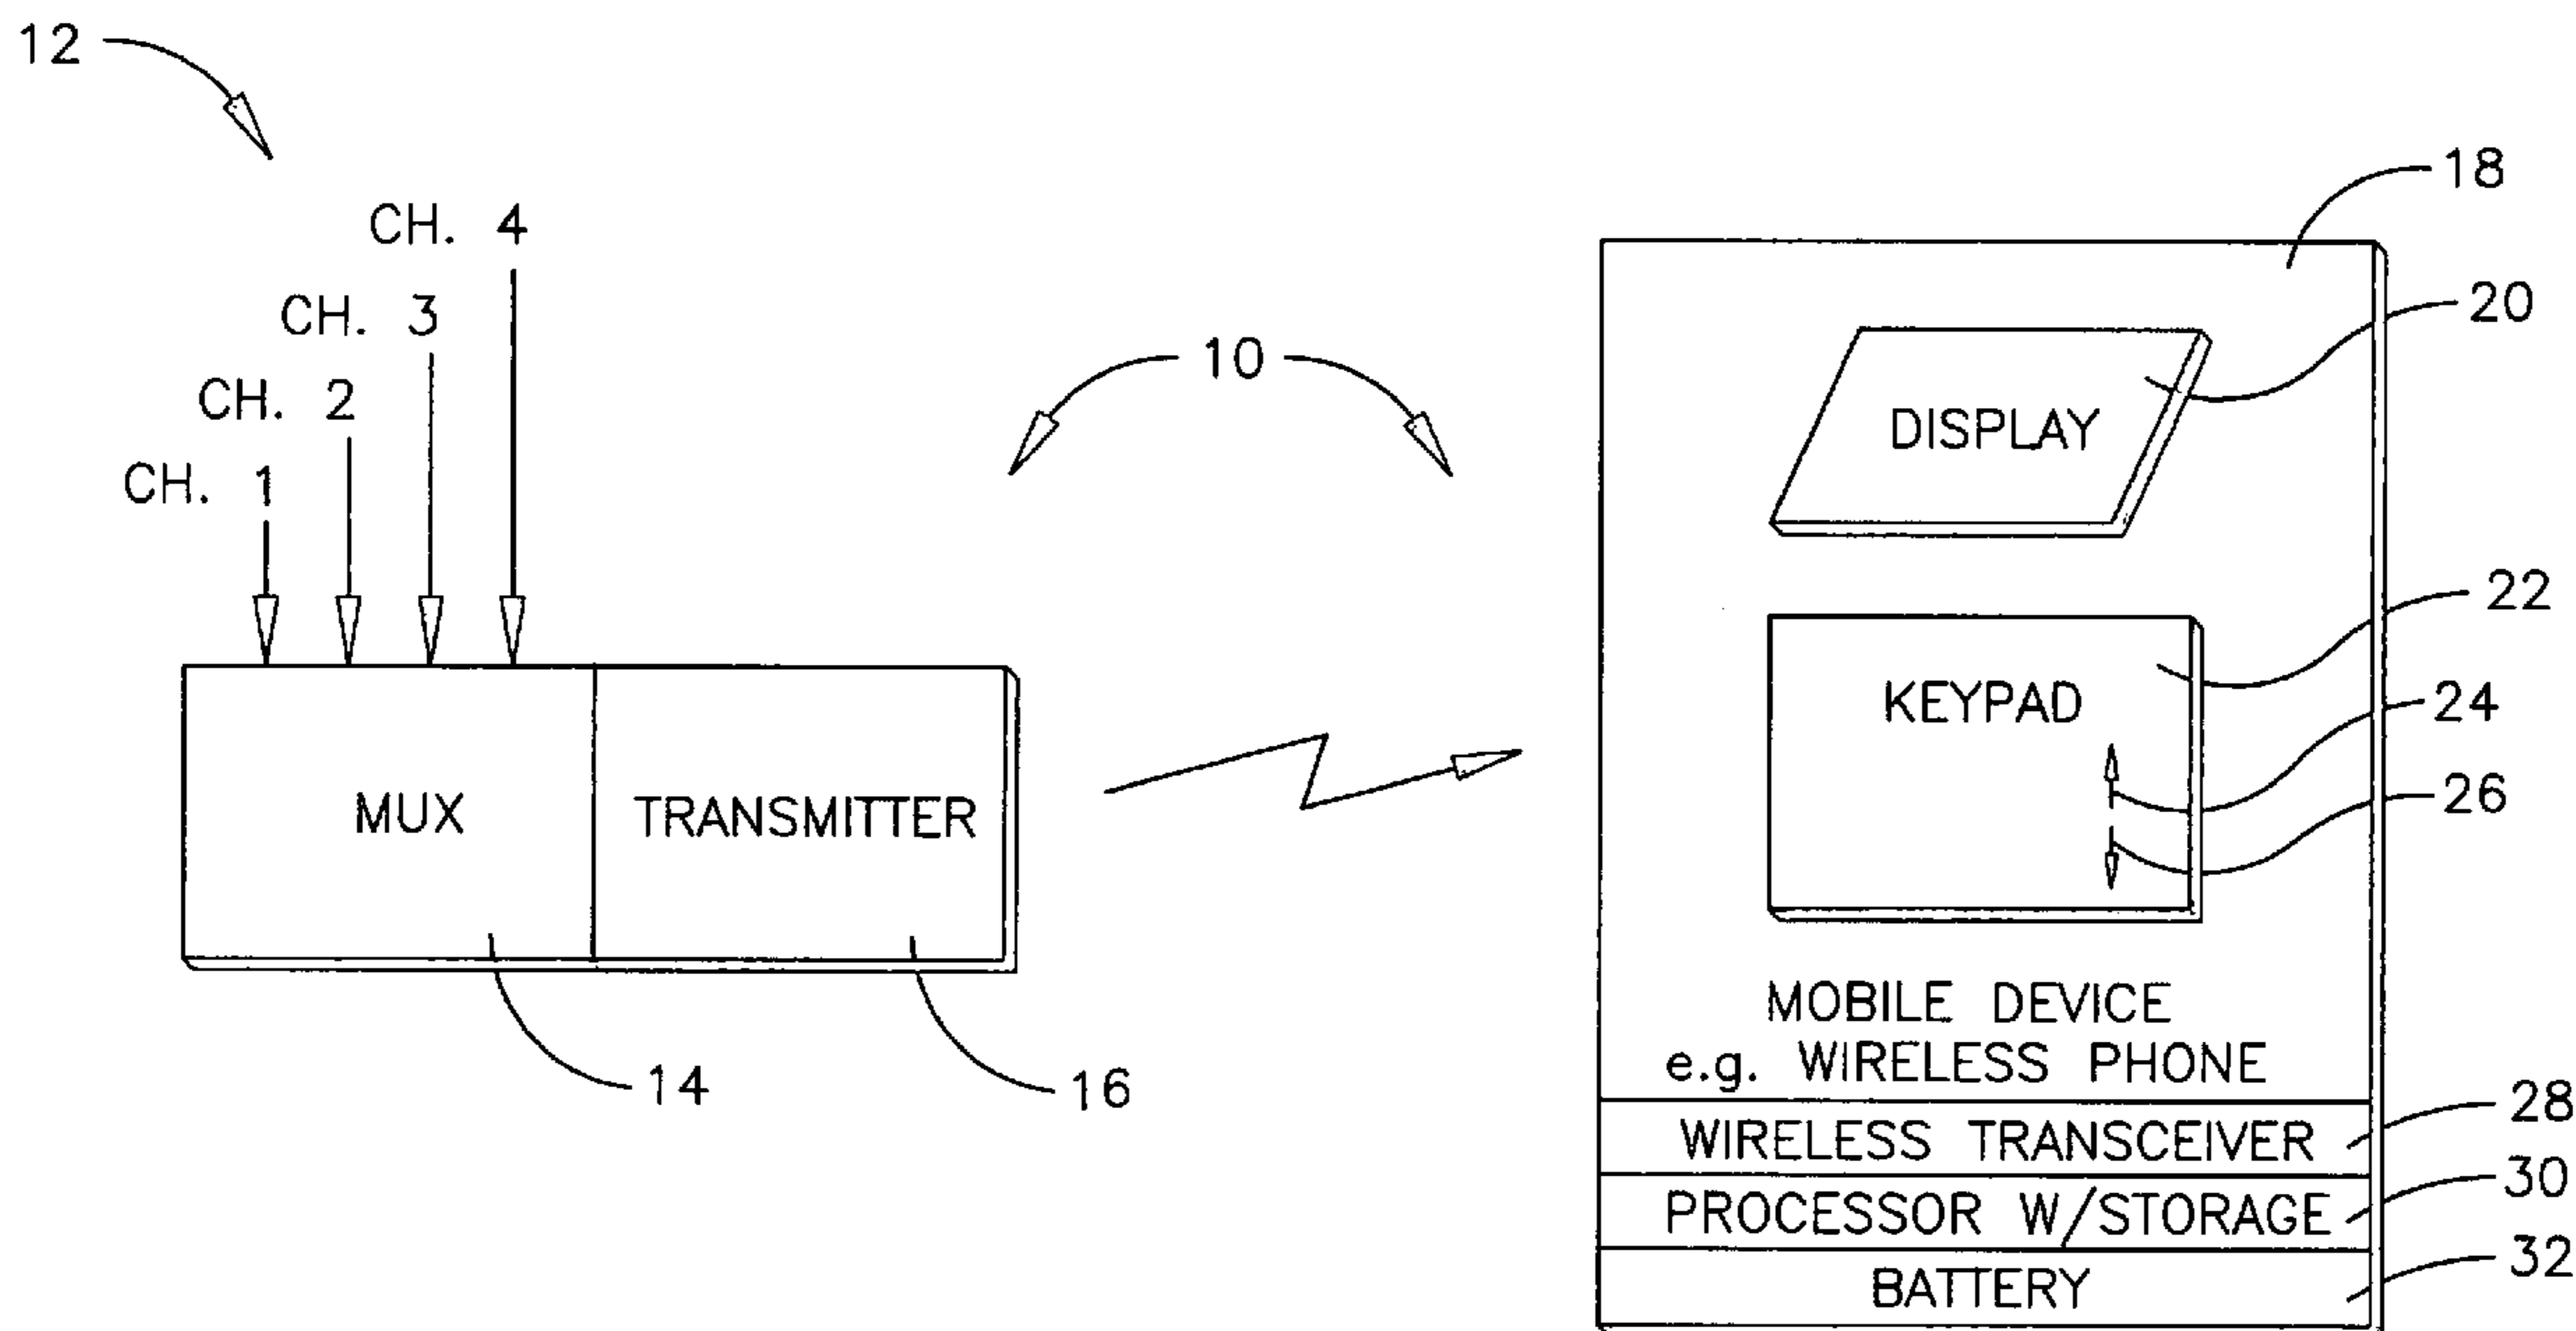 12
CH. 4
CH. 3
CH. 2
CH. 1
10
MUX
TRANSMITTER
14
16
18
20
DISPLAY
22
KEYPAD
24
26
MOBILE DEVICE
e.g. WIRELESS PHONE
28
WIRELESS TRANSCEIVER
30
PROCESSOR W/STORAGE
32
BATTERY